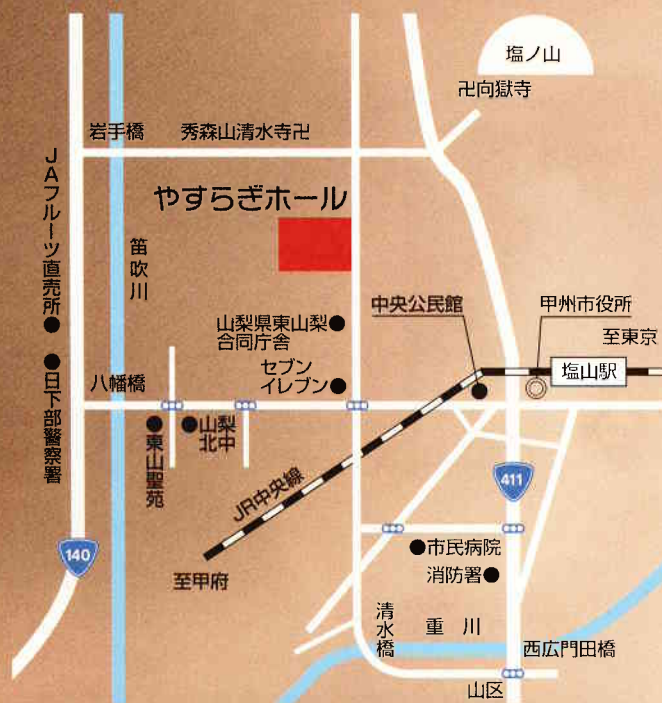 塩ノ山
卍向獄寺
岩手橋
秀森山清水寺卍
JAフルーツ直売所
やすらぎホール
笛吹川
山梨県東山梨
合同庁舎
中央公民館
甲州市役所
至東京
セブン
イレブン
塩山駅
八幡橋
日下部警察署
東山聖苑
山梨
北中
JR中央線
411
140
至甲府
市民病院
消防署
清水橋
重川
西広門田橋
山区